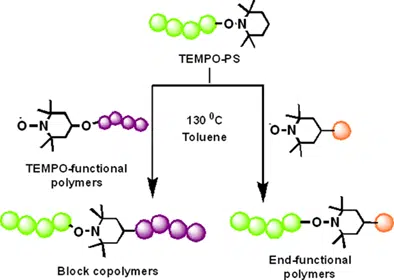 O·N
TEMPO-PS
130 ⁰C
Toluene
·O-N
O
TEMPO-functional
polymers
·O
N
O-N
Block copolymers
O-N
End-functional
polymers